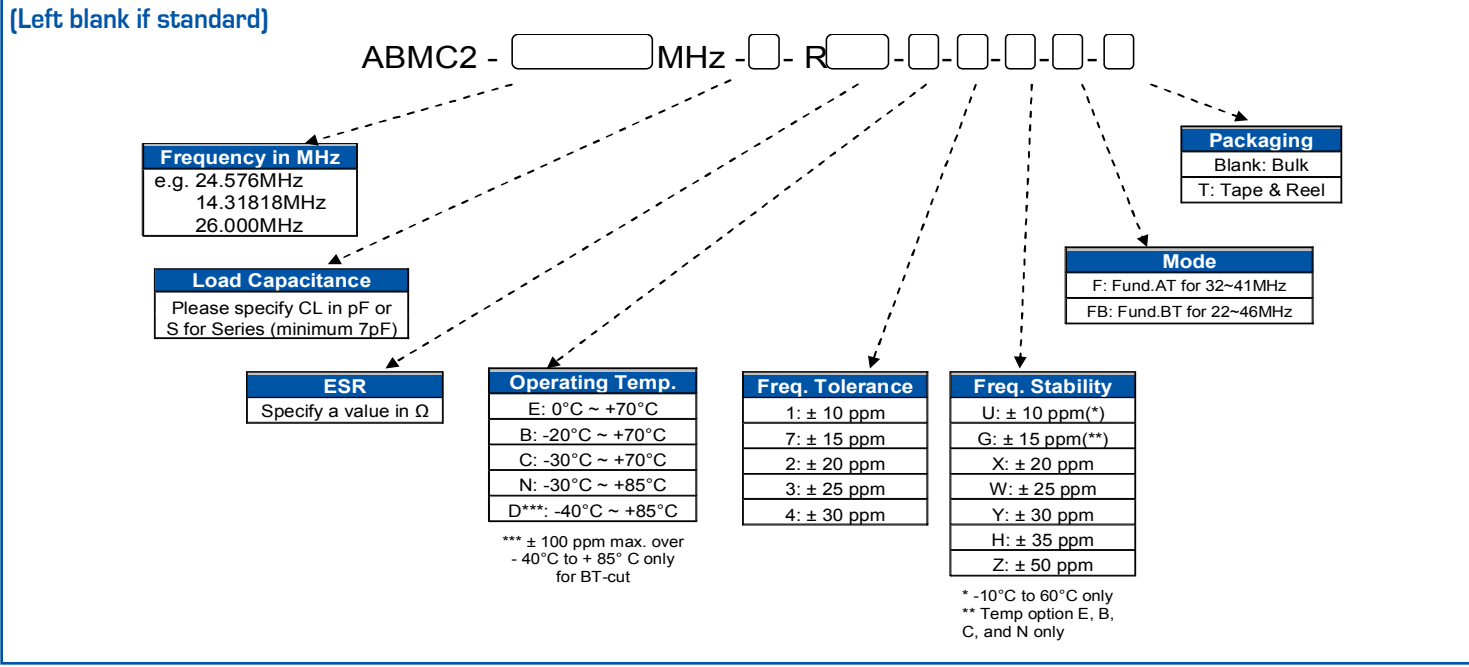 (Left blank if standard)
ABMC2 - MHz - - R - - - - -
Frequency in MHz
e.g. 24.576MHz
14.31818MHz
26.000MHz
Load Capacitance
Please specify CL in pF or
S for Series (minimum 7pF)
ESR
Specify a value in Ω
Operating Temp.
E: 0°C ~ +70°C
B: -20°C ~ +70°C
C: -30°C ~ +70°C
N: -30°C ~ +85°C
D***: -40°C ~ +85°C
*** ± 100 ppm max. over
- 40°C to + 85° C only
for BT-cut
Freq. Tolerance
1: ± 10 ppm
7: ± 15 ppm
2: ± 20 ppm
3: ± 25 ppm
4: ± 30 ppm
Freq. Stability
U: ± 10 ppm(*)
G: ± 15 ppm(**)
X: ± 20 ppm
W: ± 25 ppm
Y: ± 30 ppm
H: ± 35 ppm
Z: ± 50 ppm
* -10°C to 60°C only
** Temp option E, B,
C, and N only
Mode
F: Fund.AT for 32~41MHz
FB: Fund.BT for 22~46MHz
Packaging
Blank: Bulk
T: Tape & Reel